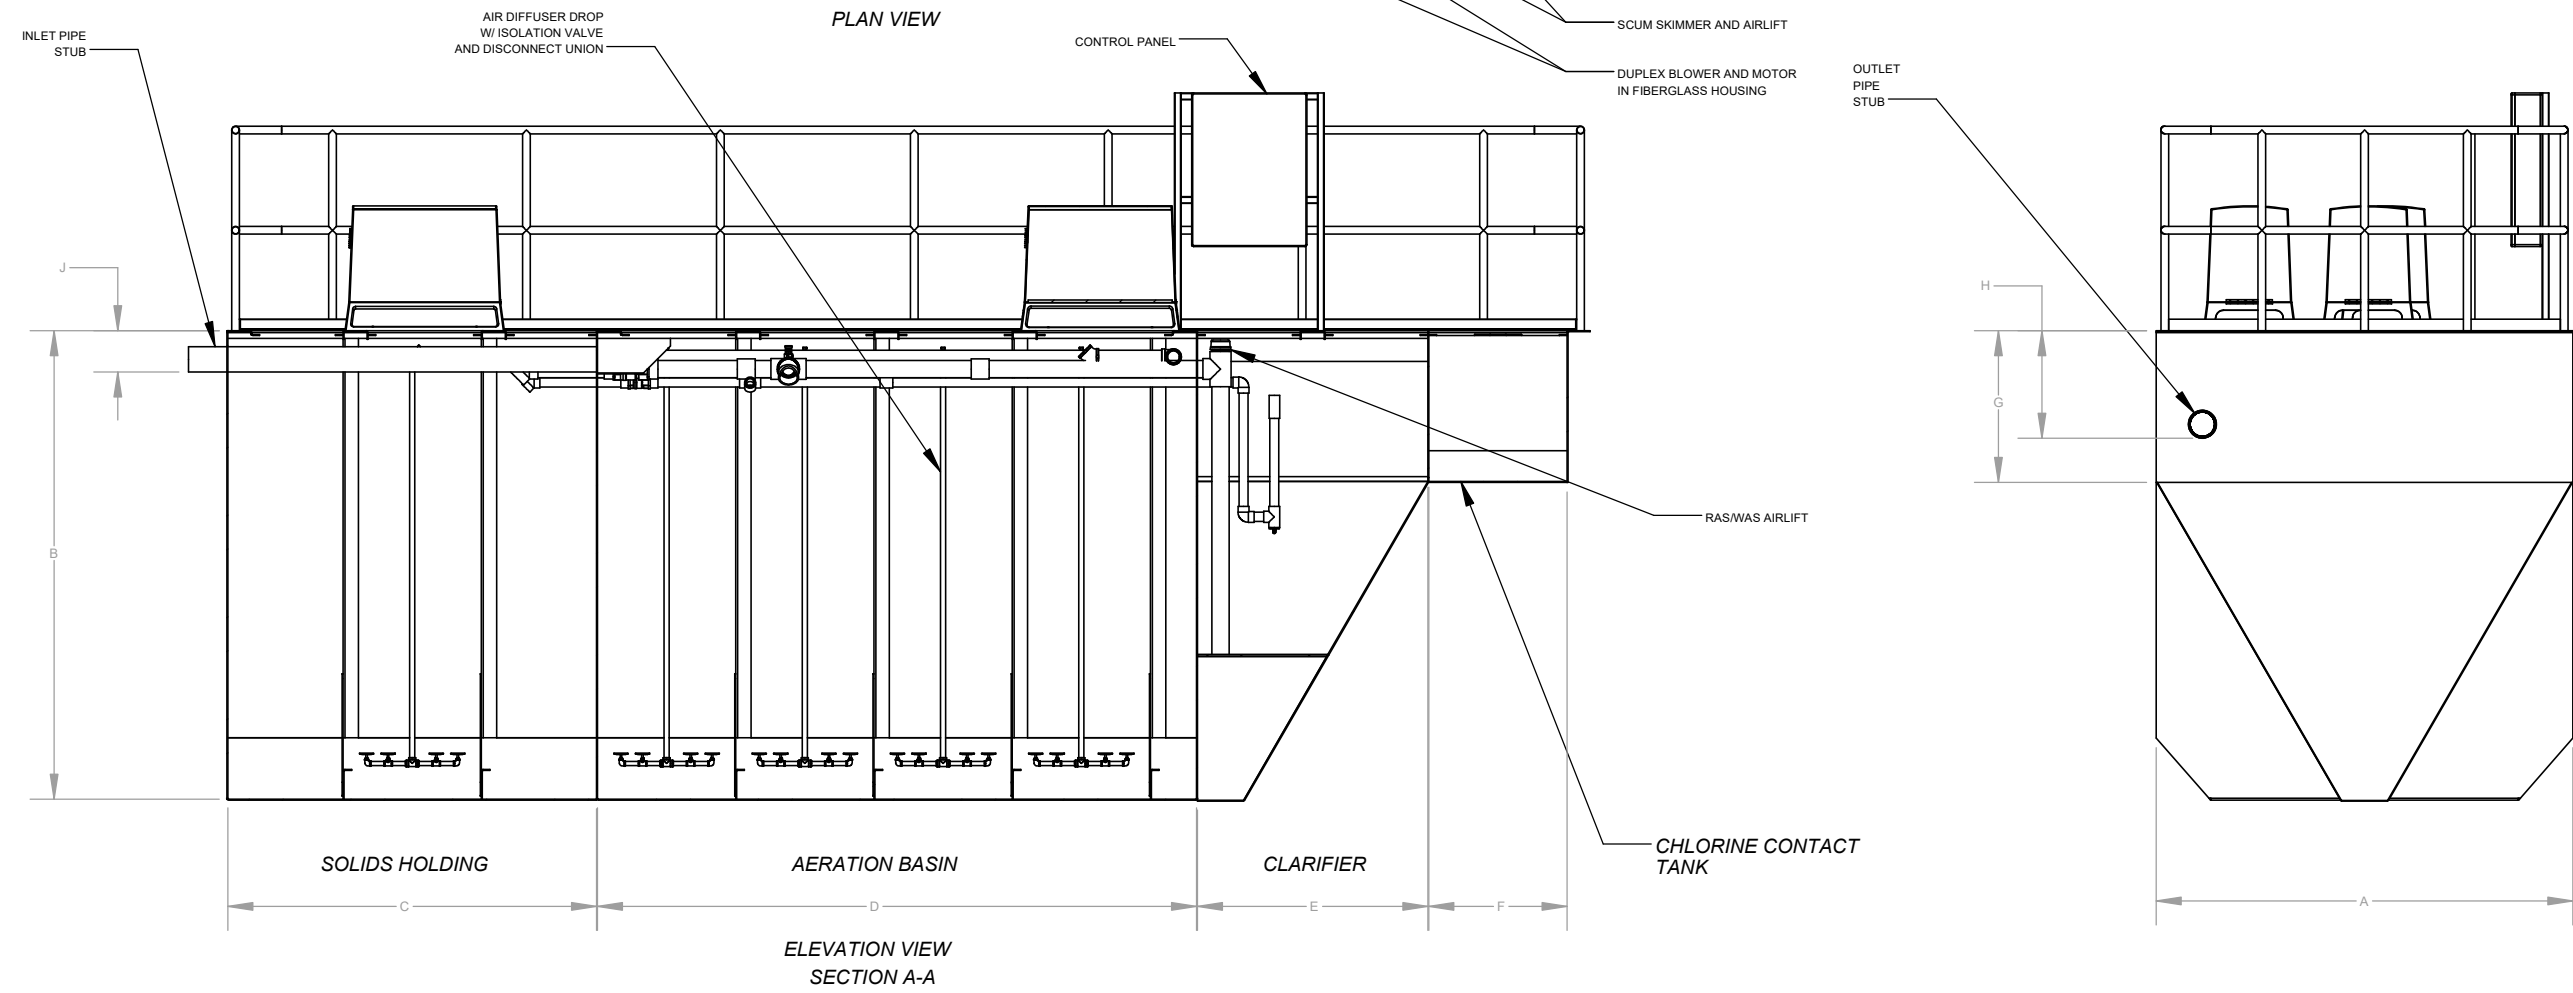 PLAN VIEW
AIR DIFFUSER DROP
W/ ISOLATION VALVE
AND DISCONNECT UNION
INLET PIPE
STUB
CONTROL PANEL
SCUM SKIMMER AND AIRLIFT
DUPLEX BLOWER AND MOTOR
IN FIBERGLASS HOUSING
OUTLET
PIPE
STUB
J
H
G
B
RAS/WAS AIRLIFT
SOLIDS HOLDING
AERATION BASIN
CLARIFIER
CHLORINE CONTACT
TANK
C
D
E
F
A
ELEVATION VIEW
SECTION A-A